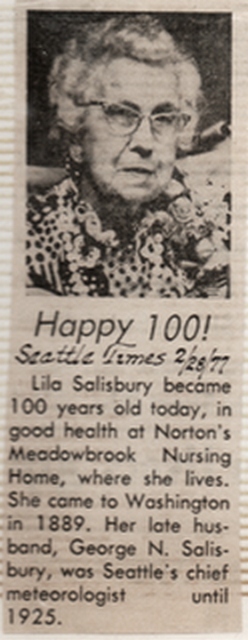 Happy 100!
Seattle Times 2/28/77
Lila Salisbury became
100 years old today, in
good health at Norton's
Meadowbrook Nursing
Home, where she lives.
She came to Washington
in 1889. Her late hus-
band, George N. Salis-
bury, was Seattle's chief
meteorologist until
1925.